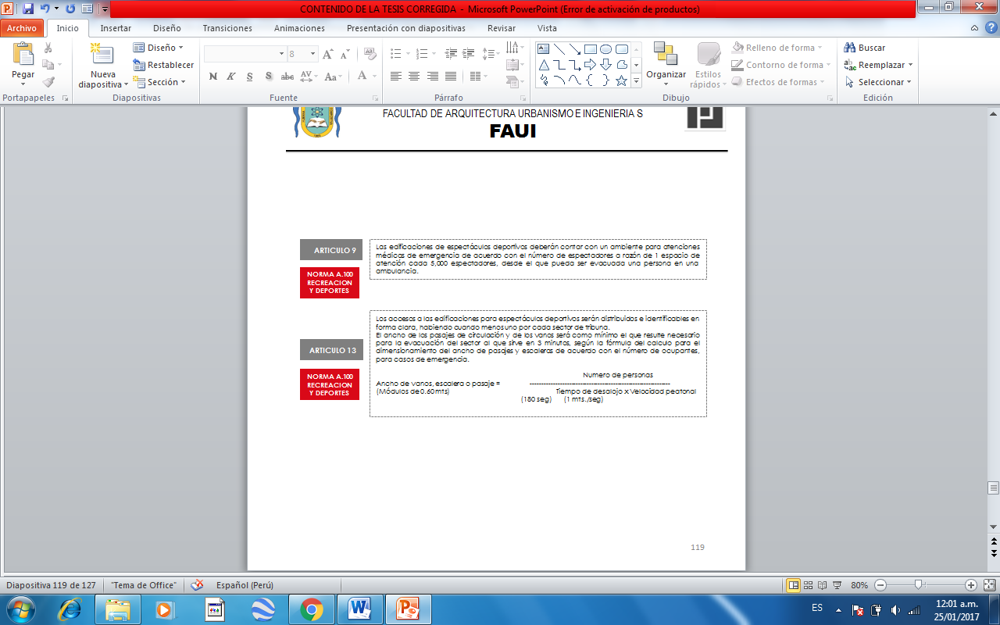 CONTENIDO DE LA TESIS CORREGIDA - Microsoft PowerPoint (Error de activación de productos)
Archivo Inicio Insertar Diseño Transiciones Animaciones Presentación con diapositivas Revisar Vista
Pegar
Nueva diapositiva
Diseño
Restablecer
Sección
8
N K S S abc AV Aa A
Organizar
Estilos rápidos
Relleno de forma
Contorno de forma
Efectos de formas
Buscar
Reemplazar
Seleccionar
Portapapeles Diapositivas Fuente Párrafo Dibujo Edición
FACULTAD DE ARQUITECTURA URBANISMO E INGENIERIA S
FAUI
ARTICULO 9
NORMA A.100
RECREACION
Y DEPORTES
Las edificaciones de espectáculos deportivos deberán contar con un ambiente para atenciones
médicas de emergencia de acuerdo con el número de espectadores a razón de 1 espacio de
atención cada 5,000 espectadores, desde el que pueda ser evacuada una persona en una
ambulancia.
ARTICULO 13
NORMA A.100
RECREACION
Y DEPORTES
Los accesos a las edificaciones para espectáculos deportivos serán distribuidos e identificables en
forma clara, habiendo cuando menos uno por cada sector de tribuna.
El ancho de los pasajes de circulación y de los vanos será como mínimo el que resulte necesario
para la evacuación del sector al que sirve en 3 minutos, según la fórmula del calculo para el
dimensionamiento del ancho de pasajes y escaleras de acuerdo con el número de ocupantes,
para casos de emergencia.
Numero de personas
Ancho de vanos, escalera o pasaje = ------------------------------------------------------------
(Módulos de 0.60 mts) Tiempo de desalojo x Velocidad peatonal
(180 seg) (1 mts./seg)
119
Diapositiva 119 de 127 "Tema de Office" Español (Perú) 80%
ES 12:01 a.m.
25/01/2017